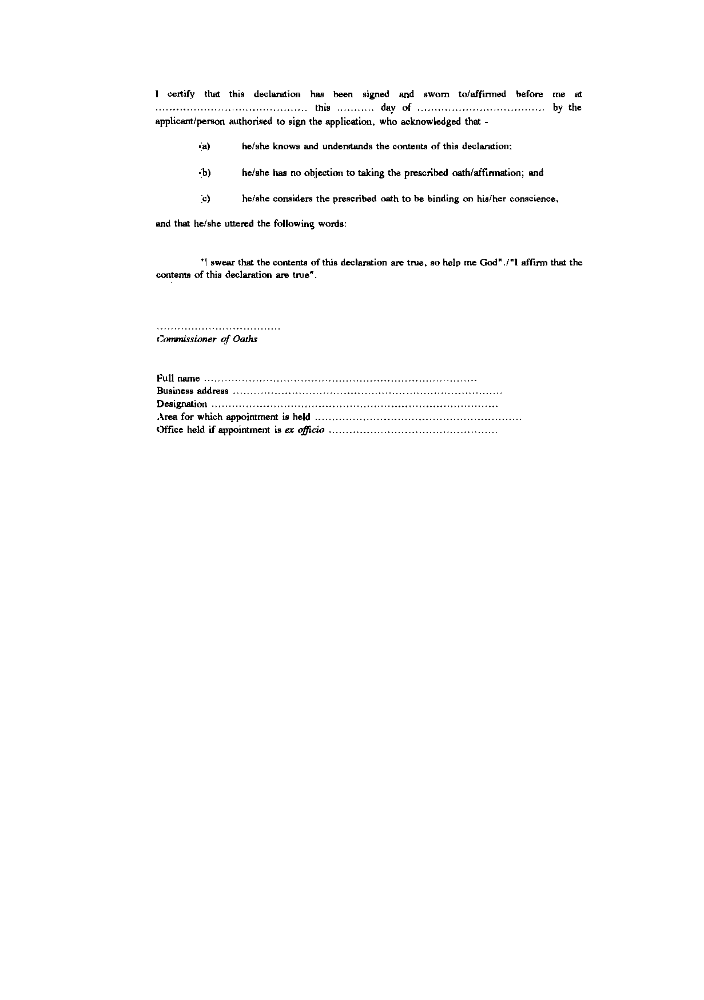 I certify that this declaration has been signed and sworn to/affirmed before me at
............................................ this ........... day of ..................................... by the
applicant/person authorised to sign the application, who acknowledged that -
(a) he/she knows and understands the contents of this declaration;
(b) he/she has no objection to taking the prescribed oath/affirmation; and
(c) he/she considers the prescribed oath to be binding on his/her conscience,
and that he/she uttered the following words:
"I swear that the contents of this declaration are true, so help me God"./"I affirm that the
contents of this declaration are true".
....................................
Commissioner of Oaths
Full name ...............................................................................
Business address ..............................................................................
Designation ...................................................................................
Area for which appointment is held ............................................................
Office held if appointment is ex officio .................................................